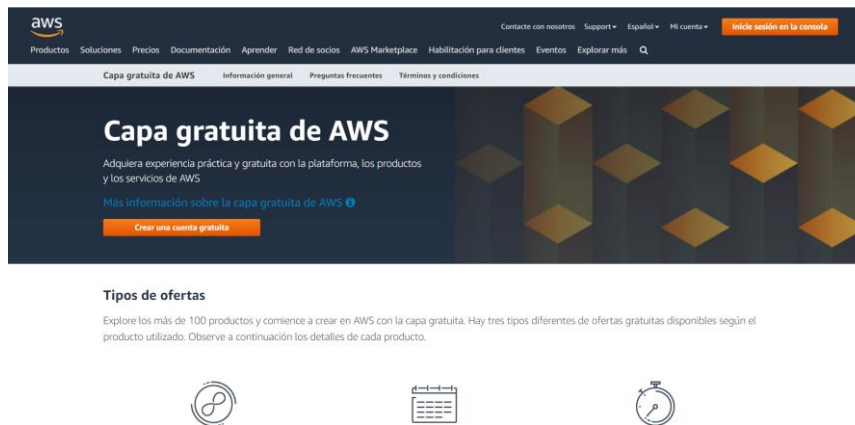 aws
Contacte con nosotros Support Español Mi cuenta Inicie sesión en la consola
Productos Soluciones Precios Documentación Aprender Red de socios AWS Marketplace Habilitación para clientes Eventos Explorar más
Capa gratuita de AWS Información general Preguntas frecuentes Términos y condiciones
Capa gratuita de AWS
Adquiera experiencia práctica y gratuita con la plataforma, los productos
y los servicios de AWS
Más información sobre la capa gratuita de AWS
Crear una cuenta gratuita
Tipos de ofertas
Explore los más de 100 productos y comience a crear en AWS con la capa gratuita. Hay tres tipos diferentes de ofertas gratuitas disponibles según el
producto utilizado. Observe a continuación los detalles de cada producto.